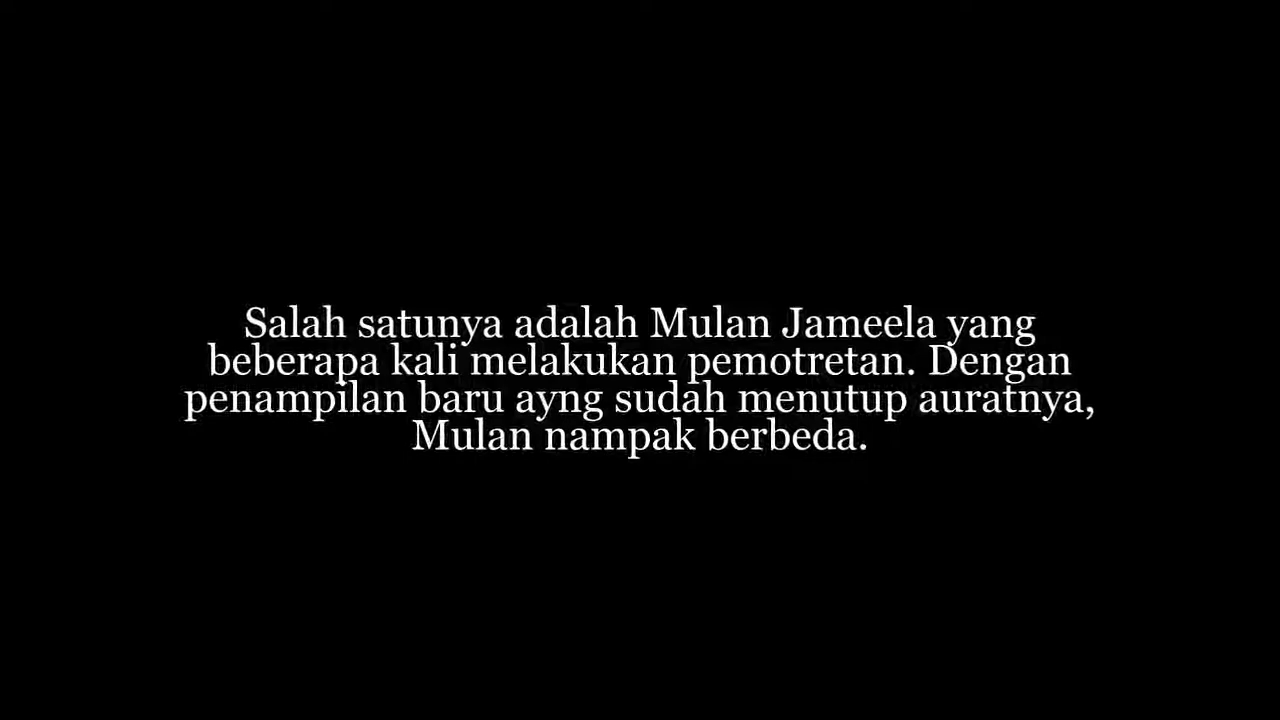 Salah satunya adalah Mulan Jameela yang
beberapa kali melakukan pemotretan. Dengan
penampilan baru ayng sudah menutup auratnya,
Mulan nampak berbeda.